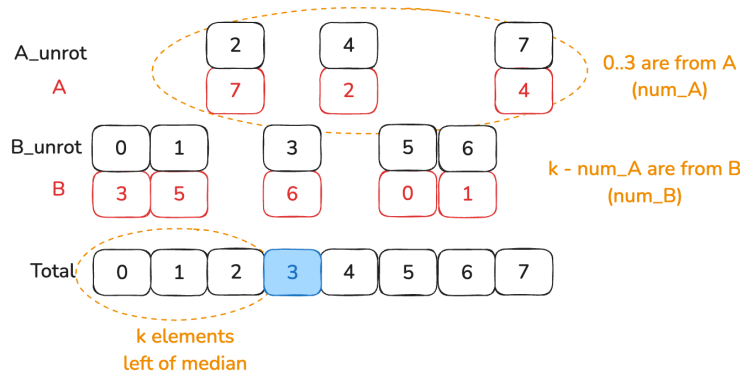 A_unrot 2 4 7
A 7 2 4
0..3 are from A
(num_A)
B_unrot 0 1 3 5 6
B 3 5 6 0 1
k - num_A are from B
(num_B)
Total 0 1 2 3 4 5 6 7
k elements
left of median